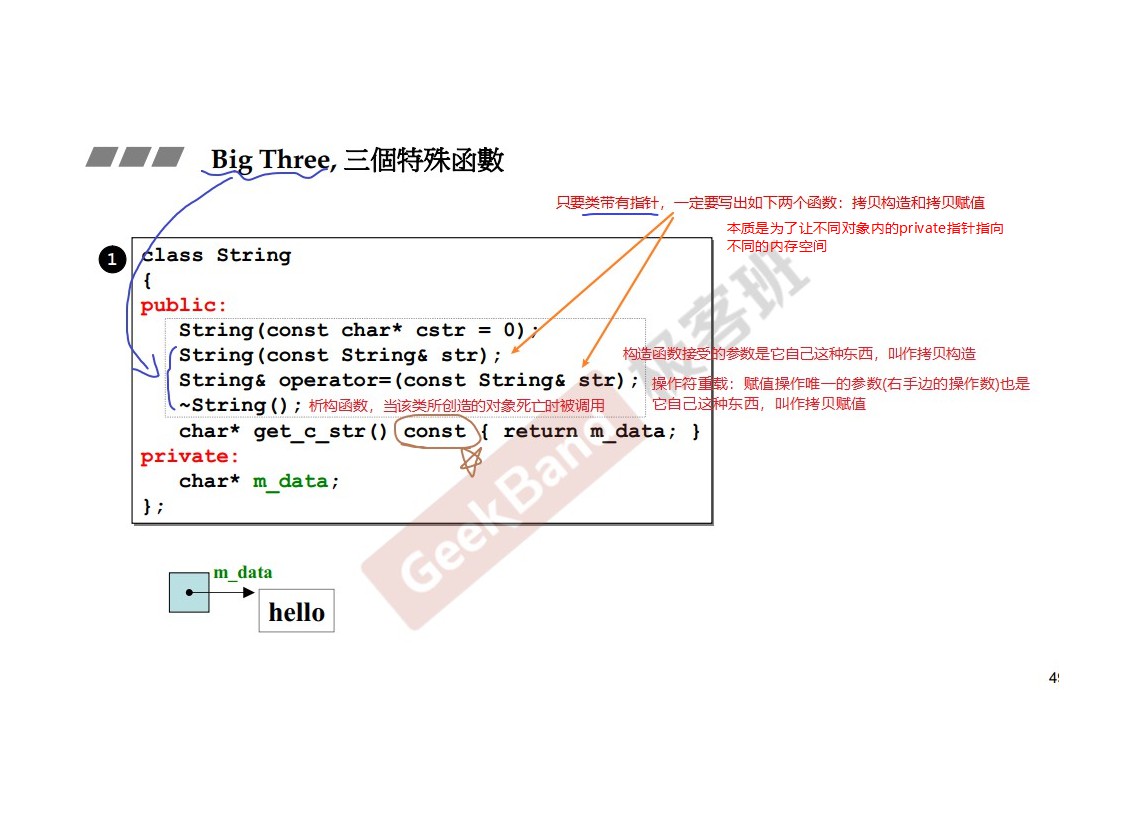 Big Three, 三個特殊函數
只要类带有指针，一定要写出如下两个函数：拷贝构造和拷贝赋值
本质是为了让不同对象内的private指针指向
不同的内存空间
1
class String
{
public:
String(const char* cstr = 0);
String(const String& str);
构造函数接受的参数是它自己这种东西，叫作拷贝构造
String& operator=(const String& str);
操作符重载：赋值操作唯一的参数(右手边的操作数)也是
它自己这种东西，叫作拷贝赋值
~String(); 析构函数，当该类所创造的对象死亡时被调用
char* get_c_str() const { return m_data; }
private:
char* m_data;
};
GeekBand 极客班
m_data
hello